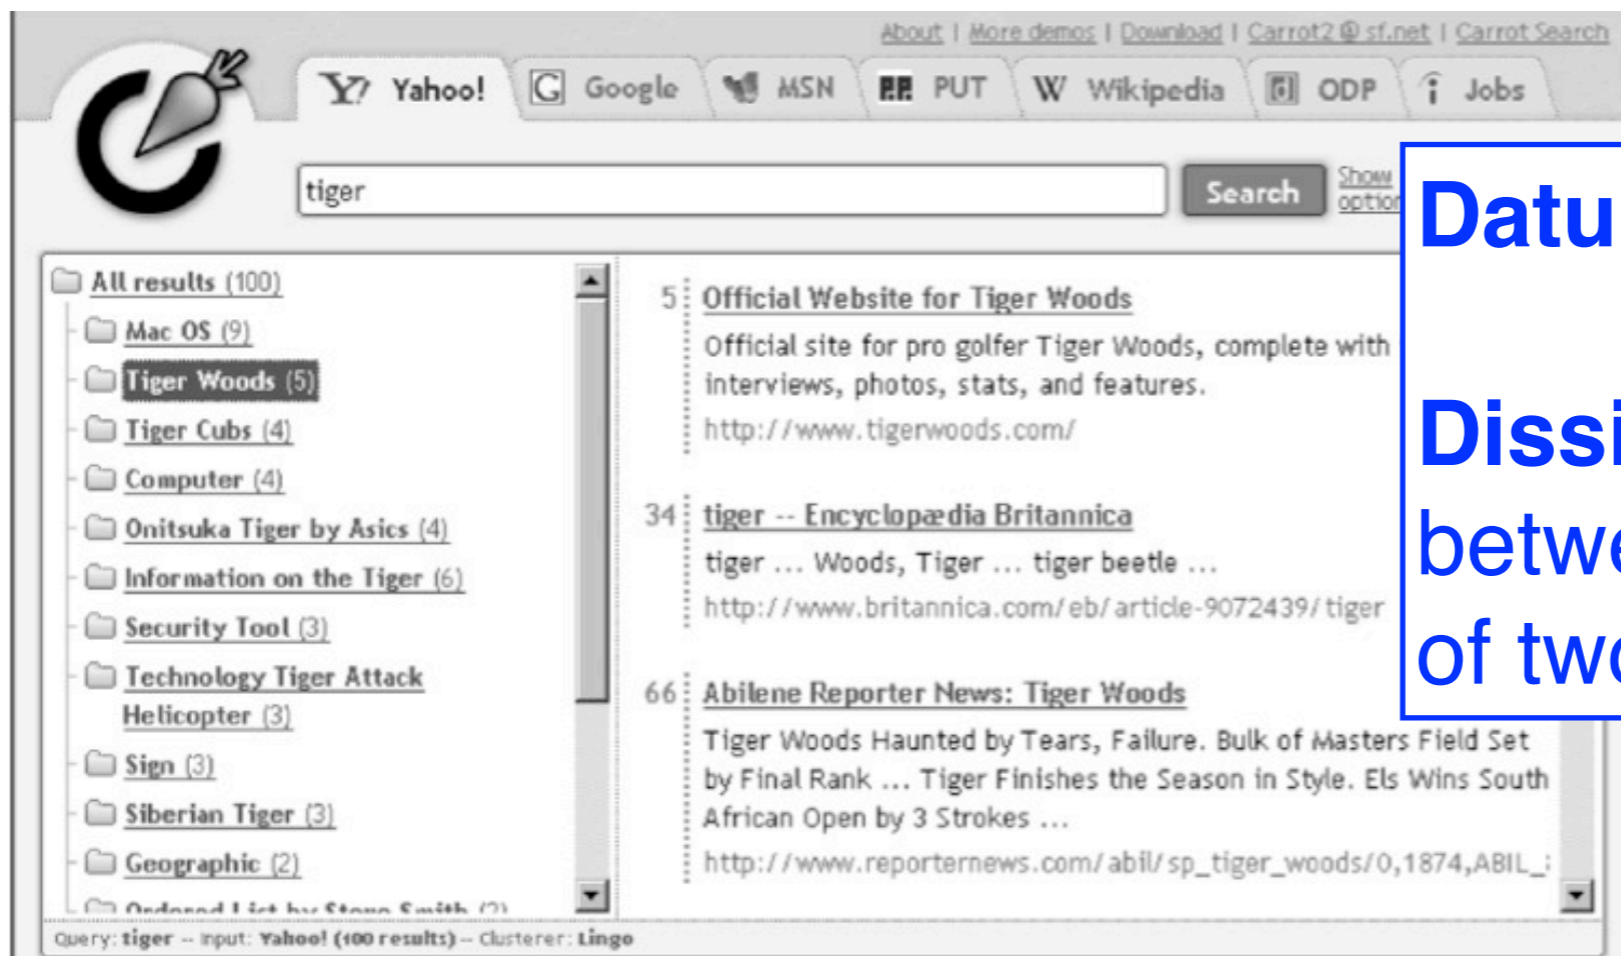 About | More demos | Download | Carrot2 @ sf.net | Carrot Search
Yahoo! Google MSN PUT Wikipedia ODP Jobs
tiger
Search
Show
option
All results (100)
Mac OS (9)
Tiger Woods (5)
Tiger Cubs (4)
Computer (4)
Onitsuka Tiger by Asics (4)
Information on the Tiger (6)
Security Tool (3)
Technology Tiger Attack
Helicopter (3)
Sign (3)
Siberian Tiger (3)
Geographic (2)
Ordered List by Steve Smith (2)
5 Official Website for Tiger Woods
Official site for pro golfer Tiger Woods, complete with
interviews, photos, stats, and features.
http://www.tigerwoods.com/
34 tiger -- Encyclopædia Britannica
tiger ... Woods, Tiger ... tiger beetle ...
http://www.britannica.com/eb/article-9072439/tiger
66 Abilene Reporter News: Tiger Woods
Tiger Woods Haunted by Tears, Failure. Bulk of Masters Field Set
by Final Rank ... Tiger Finishes the Season in Style. Els Wins South
African Open by 3 Strokes ...
http://www.reporternews.com/abil/sp_tiger_woods/0,1874,ABIL_
Datu
Dissi
betwe
of two
Query: tiger -- Input: Yahoo! (100 results) -- Clusterer: Lingo